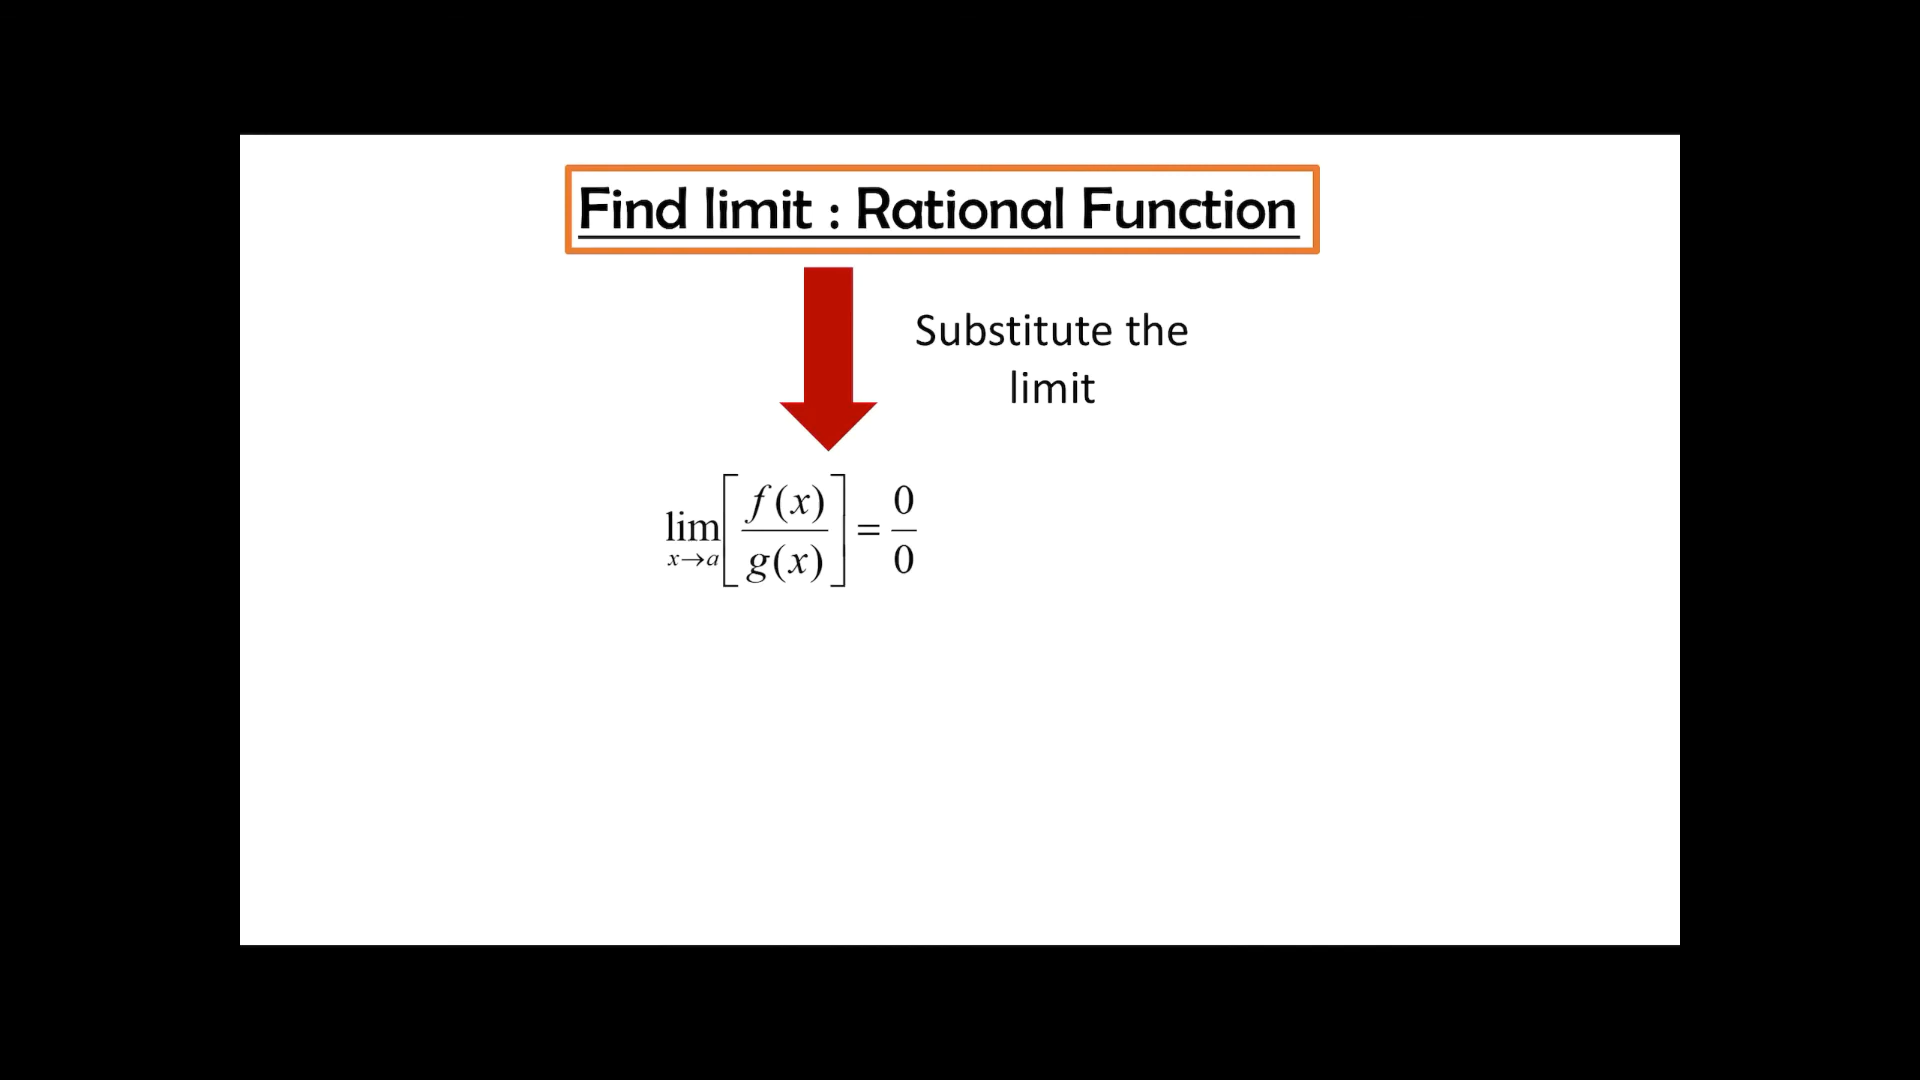 Find limit : Rational Function
Substitute the
limit
lim x→a [ f(x) / g(x) ] = 0/0